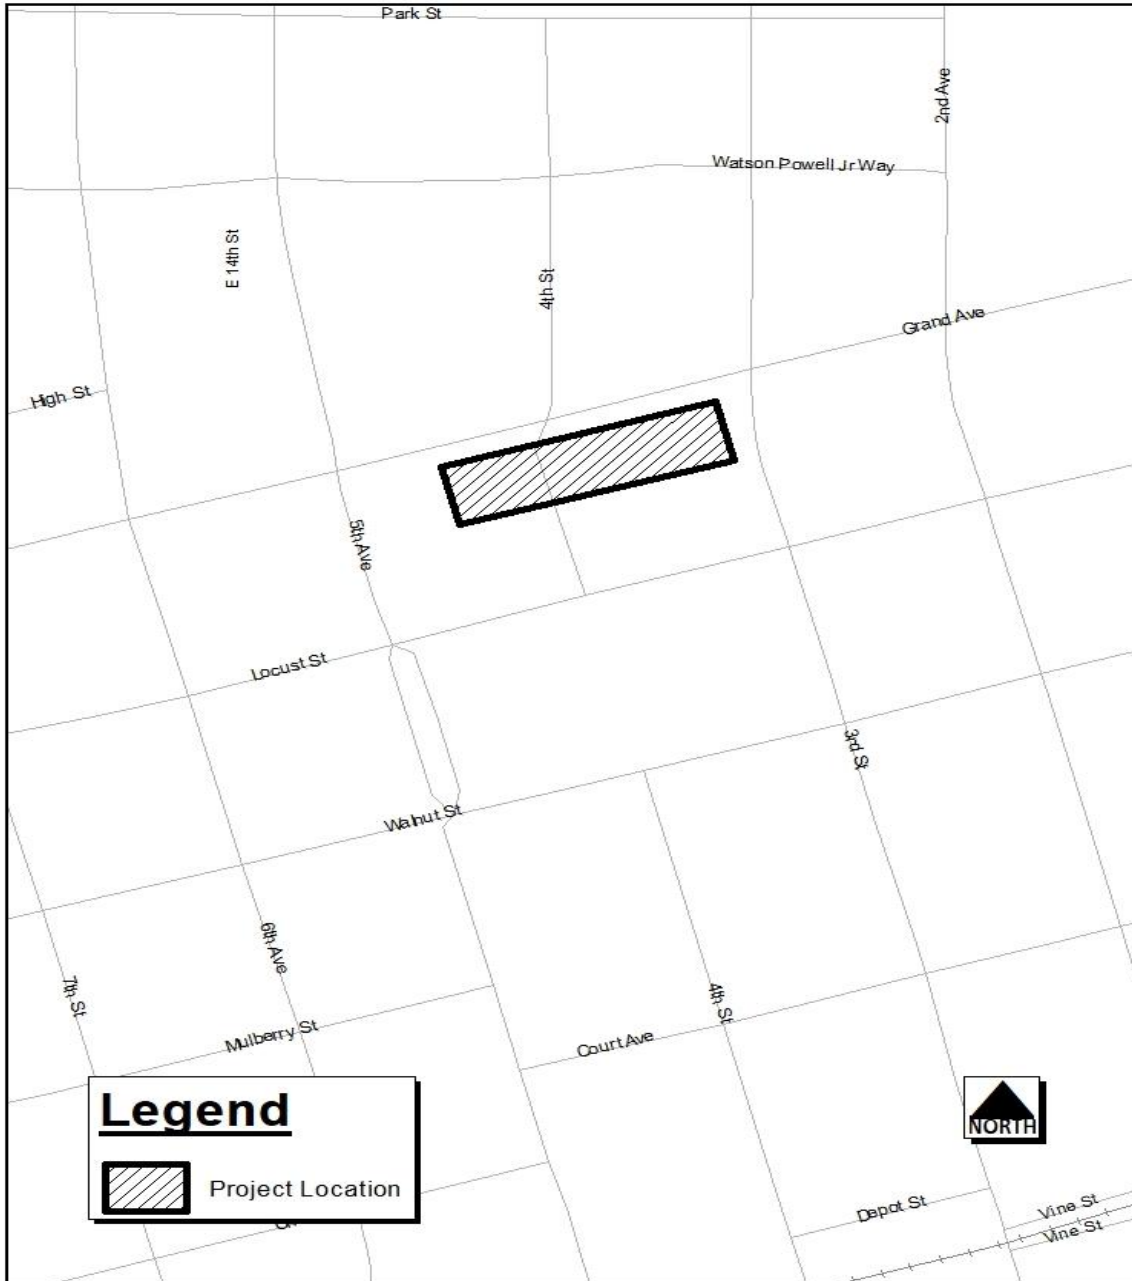 Park St
2nd Ave
Watson Powell Jr Way
E 14th St
4th St
Grand Ave
High St
5th Ave
Locust St
3rd St
Walnut St
6th Ave
7th St
4th St
Mulberry St
Court Ave
Legend
Project Location
NORTH
Depot St
Vine St
Vine St